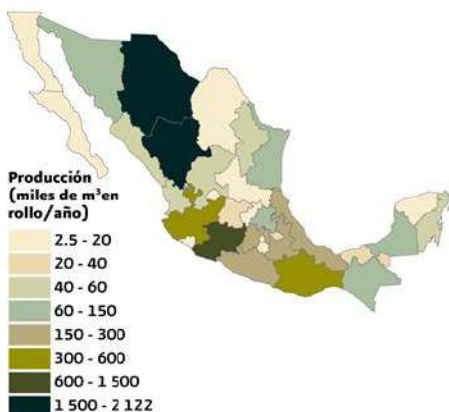 Producción
(miles de m³en
rollo/año)
2.5 - 20
20 - 40
40 - 60
60 - 150
150 - 300
300 - 600
600 - 1 500
1 500 - 2 122